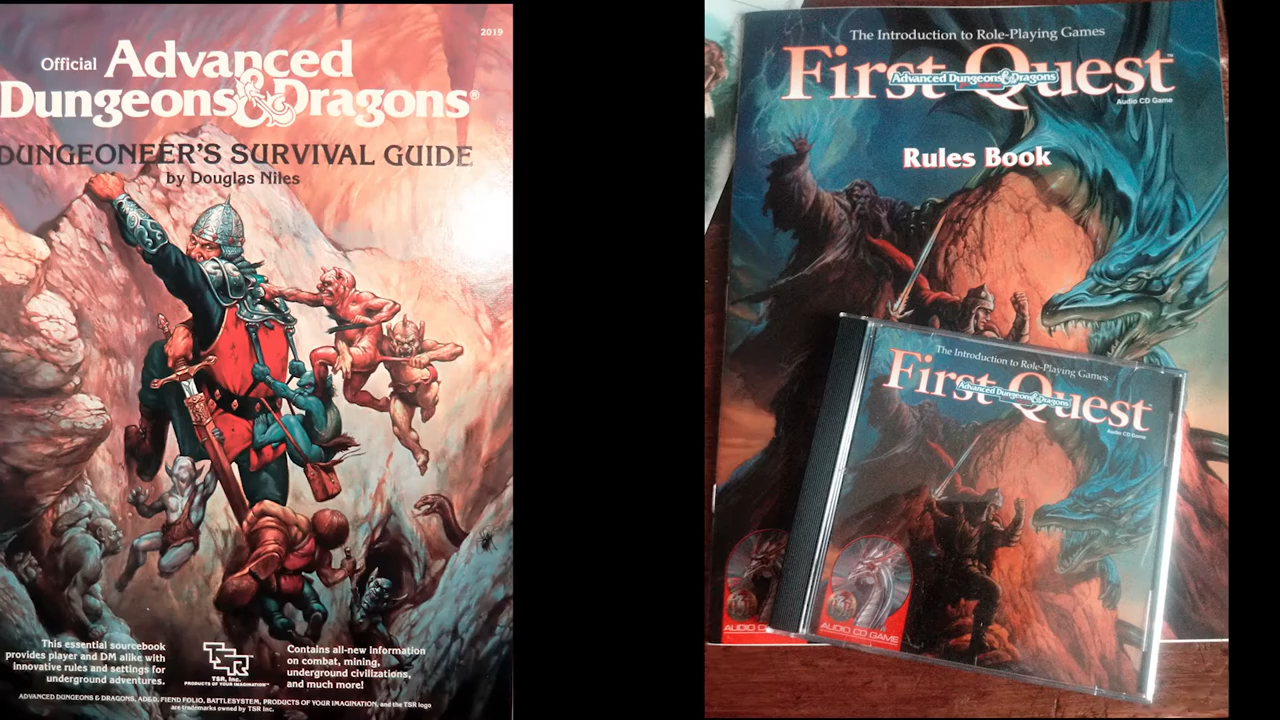 2019
Official Advanced
Dungeons & Dragons®
DUNGEONEER'S SURVIVAL GUIDE
by Douglas Niles
This essential sourcebook
provides player and DM alike with
innovative rules and settings for
underground adventures.
TSR, Inc.
PRODUCTS OF YOUR IMAGINATION™
Contains all-new information
on combat, mining,
underground civilizations,
and much more!
ADVANCED DUNGEONS & DRAGONS, AD&D, FIEND FOLIO, BATTLESYSTEM, PRODUCTS OF YOUR IMAGINATION, and the TSR logo
are trademarks owned by TSR Inc.
The Introduction to Role-Playing Games
First Quest™
Advanced Dungeons & Dragons
Audio CD Game
Rules Book
The Introduction to Role-Playing Games
First Quest
Advanced Dungeons & Dragons
Audio CD Game
AUDIO C
AUDIO CD GAME